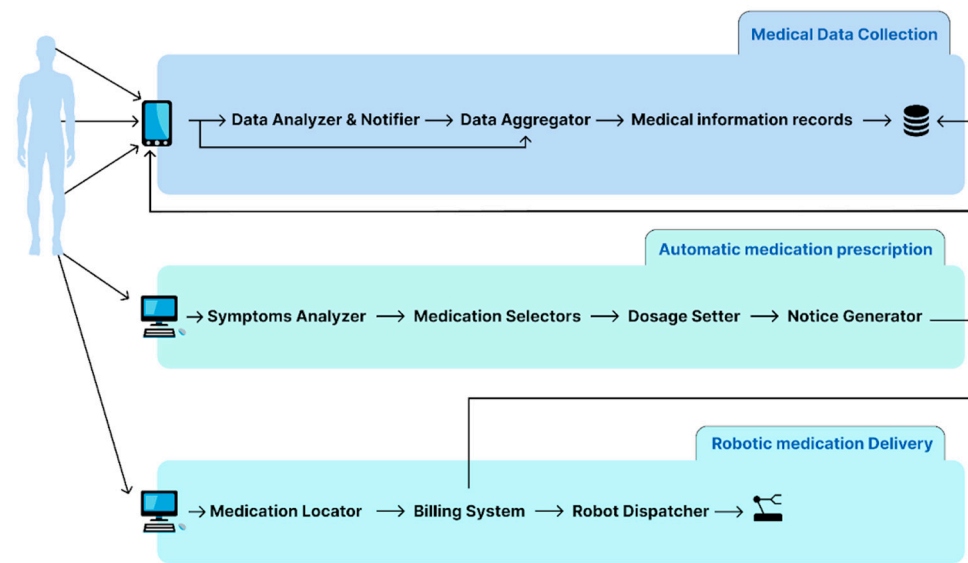 Medical Data Collection
Data Analyzer & Notifier
Data Aggregator
Medical information records
Automatic medication prescription
Symptoms Analyzer
Medication Selectors
Dosage Setter
Notice Generator
Robotic medication Delivery
Medication Locator
Billing System
Robot Dispatcher